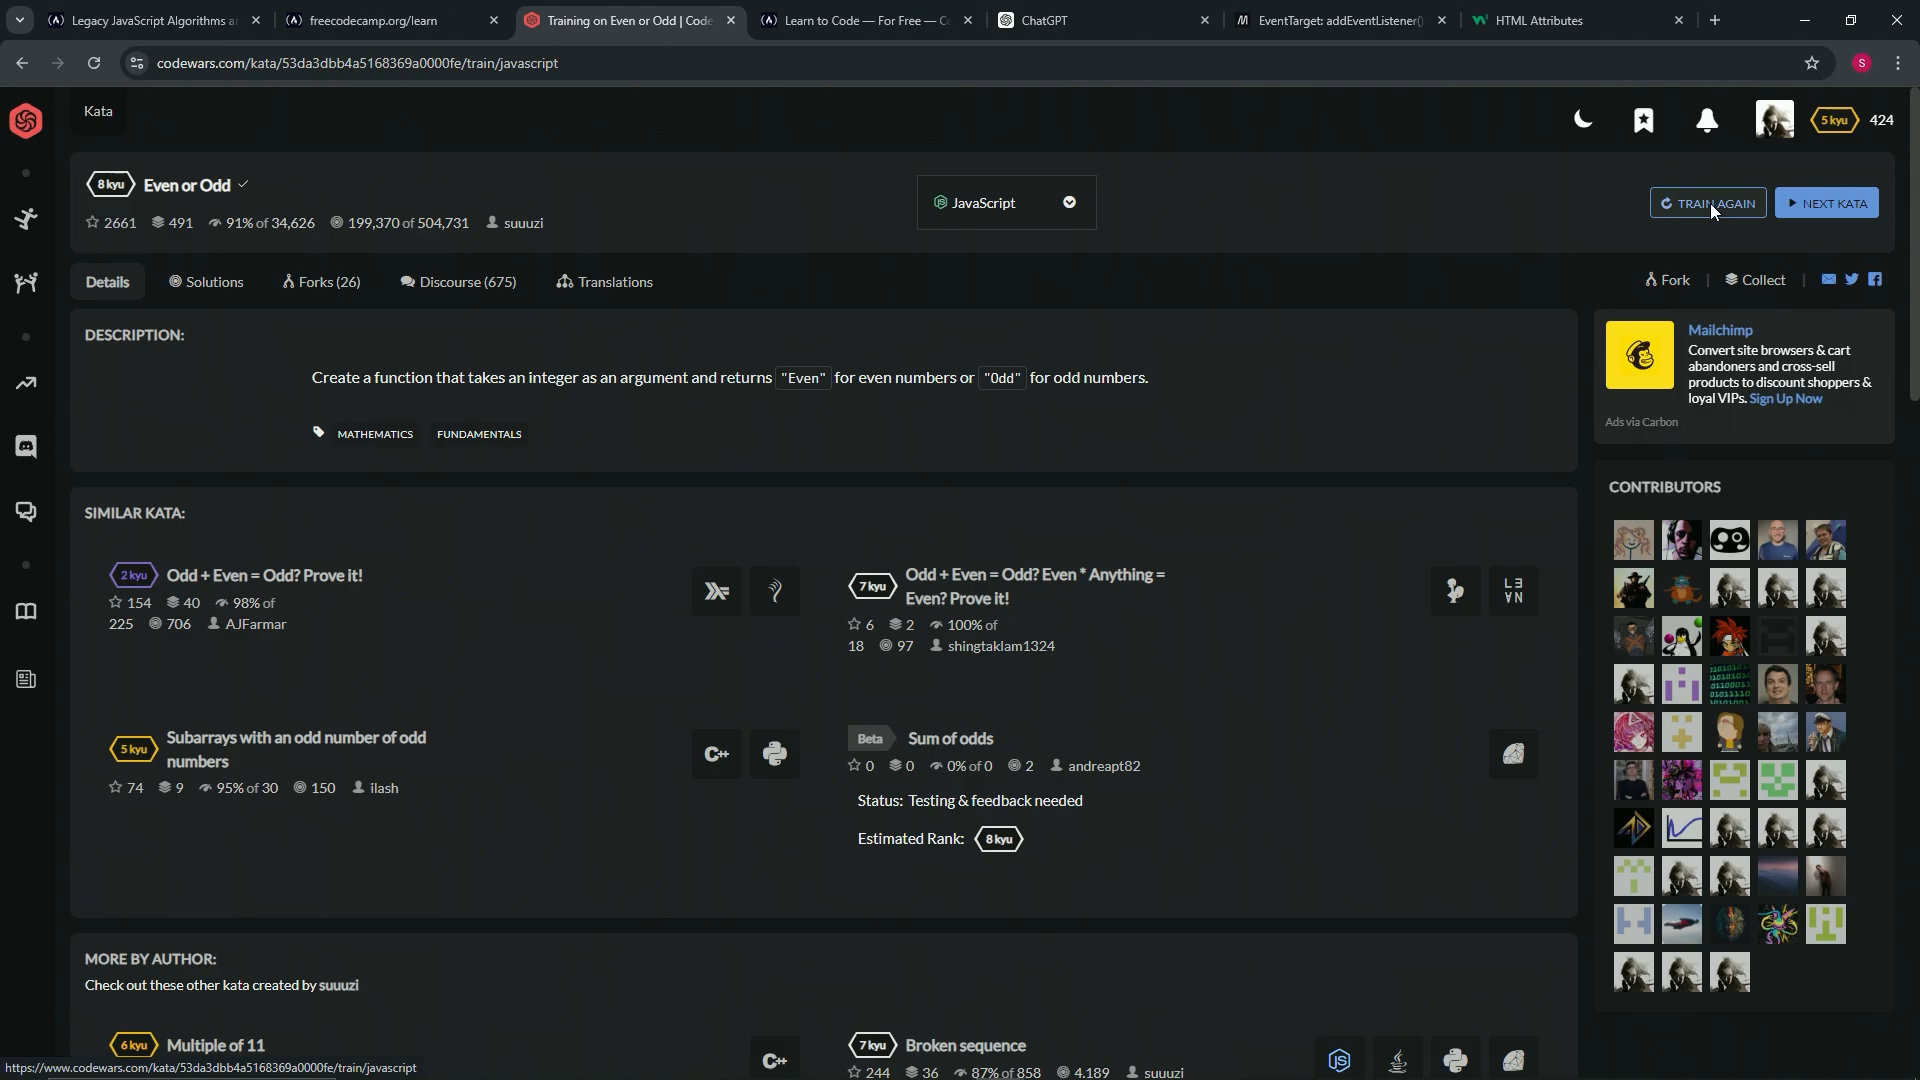 Legacy JavaScript Algorithms a
freecodecamp.org/learn
Training on Even or Odd | Code
Learn to Code — For Free — C
ChatGPT
EventTarget: addEventListener()
HTML Attributes
codewars.com/kata/53da3dbb4a5168369a0000fe/train/javascript
S
Kata
5 kyu 424
8 kyu Even or Odd
2661 491 91% of 34,626 199,370 of 504,731 suuuzi
JavaScript
TRAIN AGAIN
NEXT KATA
Details Solutions Forks (26) Discourse (675) Translations
Fork | Collect |
DESCRIPTION:
Create a function that takes an integer as an argument and returns "Even" for even numbers or "Odd" for odd numbers.
MATHEMATICS FUNDAMENTALS
Mailchimp
Convert site browsers & cart
abandoners and cross-sell
products to discount shoppers &
loyal VIPs. Sign Up Now
Ads via Carbon
CONTRIBUTORS
SIMILAR KATA:
2 kyu Odd + Even = Odd? Prove it!
154 40 98% of
225 706 AJFarmar
7 kyu Odd + Even = Odd? Even * Anything =
Even? Prove it!
6 2 100% of
18 97 shingtaklam1324
5 kyu Subarrays with an odd number of odd
numbers
74 9 95% of 30 150 ilash
C++
Beta Sum of odds
0 0 0% of 0 2 andreapt82
Status: Testing & feedback needed
Estimated Rank: 8 kyu
MORE BY AUTHOR:
Check out these other kata created by suuuzi
6 kyu Multiple of 11
C++
7 kyu Broken sequence
244 36 87% of 858 4,189 suuuzi
https://www.codewars.com/kata/53da3dbb4a5168369a0000fe/train/javascript